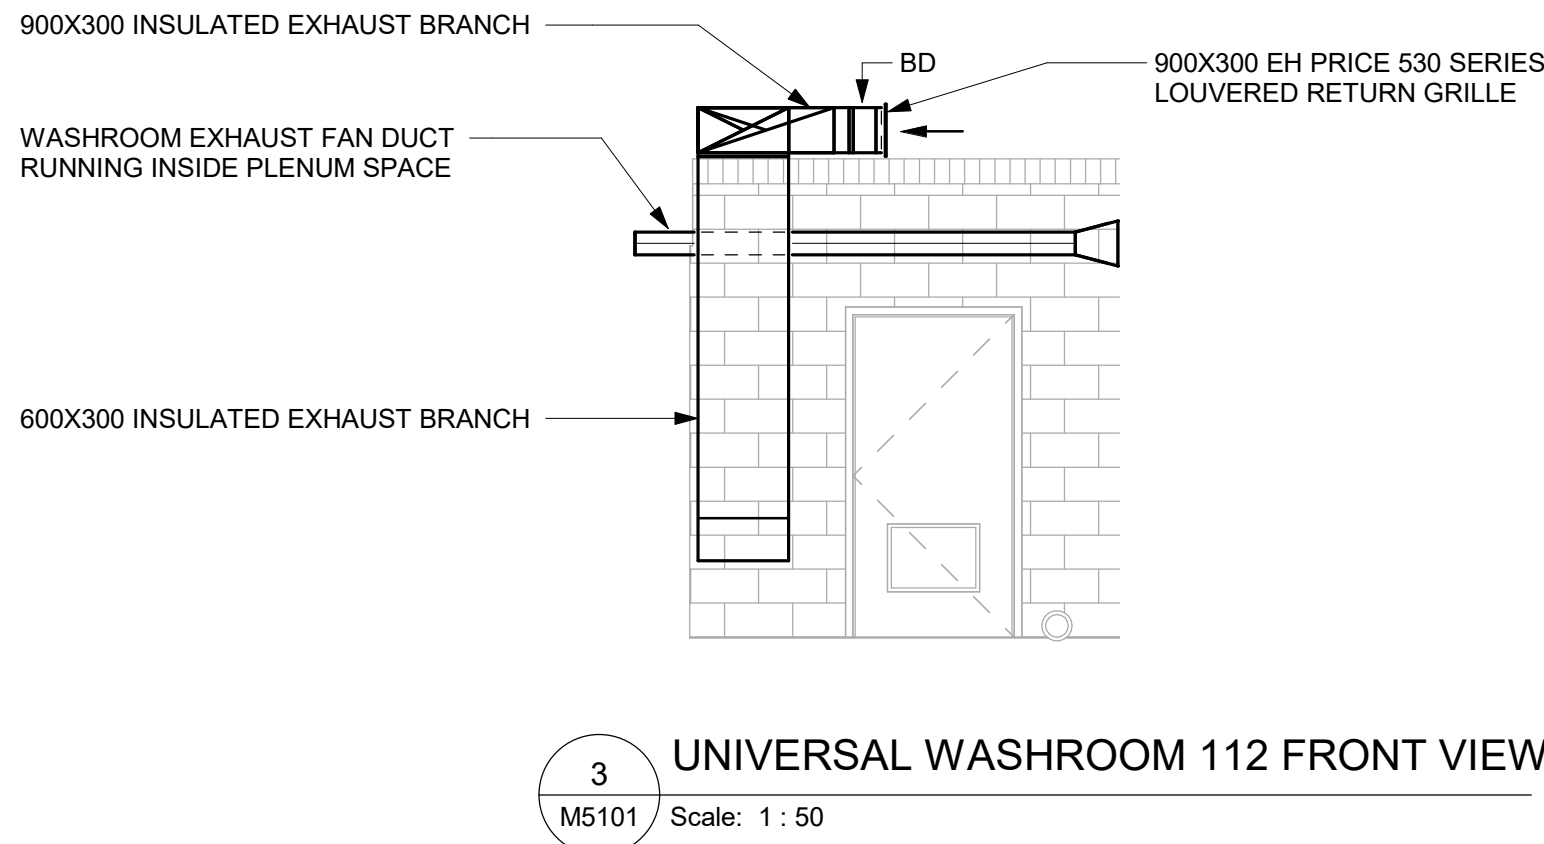 900X300 INSULATED EXHAUST BRANCH
BD
900X300 EH PRICE 530 SERIES
LOUVERED RETURN GRILLE
WASHROOM EXHAUST FAN DUCT
RUNNING INSIDE PLENUM SPACE
600X300 INSULATED EXHAUST BRANCH
3
M5101
UNIVERSAL WASHROOM 112 FRONT VIEW
Scale: 1 : 50